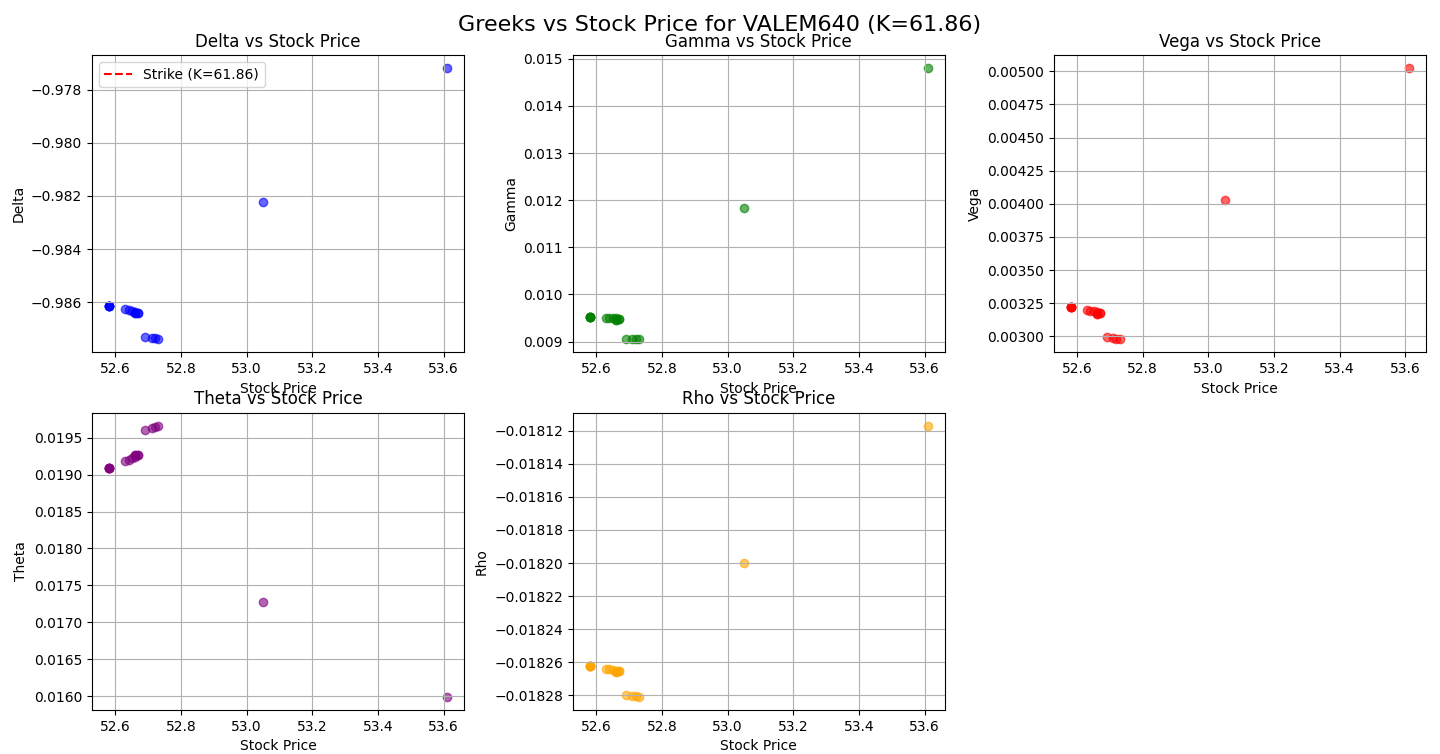 Greeks vs Stock Price for VALEM640 (K=61.86)
Delta vs Stock Price
Strike (K=61.86)
Delta
−0.978
−0.980
−0.982
−0.984
−0.986
52.6 52.8 53.0 53.2 53.4 53.6
Stock Price
Gamma vs Stock Price
Gamma
0.015
0.014
0.013
0.012
0.011
0.010
0.009
52.6 52.8 53.0 53.2 53.4 53.6
Stock Price
Vega vs Stock Price
Vega
0.00500
0.00475
0.00450
0.00425
0.00400
0.00375
0.00350
0.00325
0.00300
52.6 52.8 53.0 53.2 53.4 53.6
Stock Price
Theta vs Stock Price
Theta
0.0195
0.0190
0.0185
0.0180
0.0175
0.0170
0.0165
0.0160
52.6 52.8 53.0 53.2 53.4 53.6
Stock Price
Rho vs Stock Price
Rho
−0.01812
−0.01814
−0.01816
−0.01818
−0.01820
−0.01822
−0.01824
−0.01826
−0.01828
52.6 52.8 53.0 53.2 53.4 53.6
Stock Price